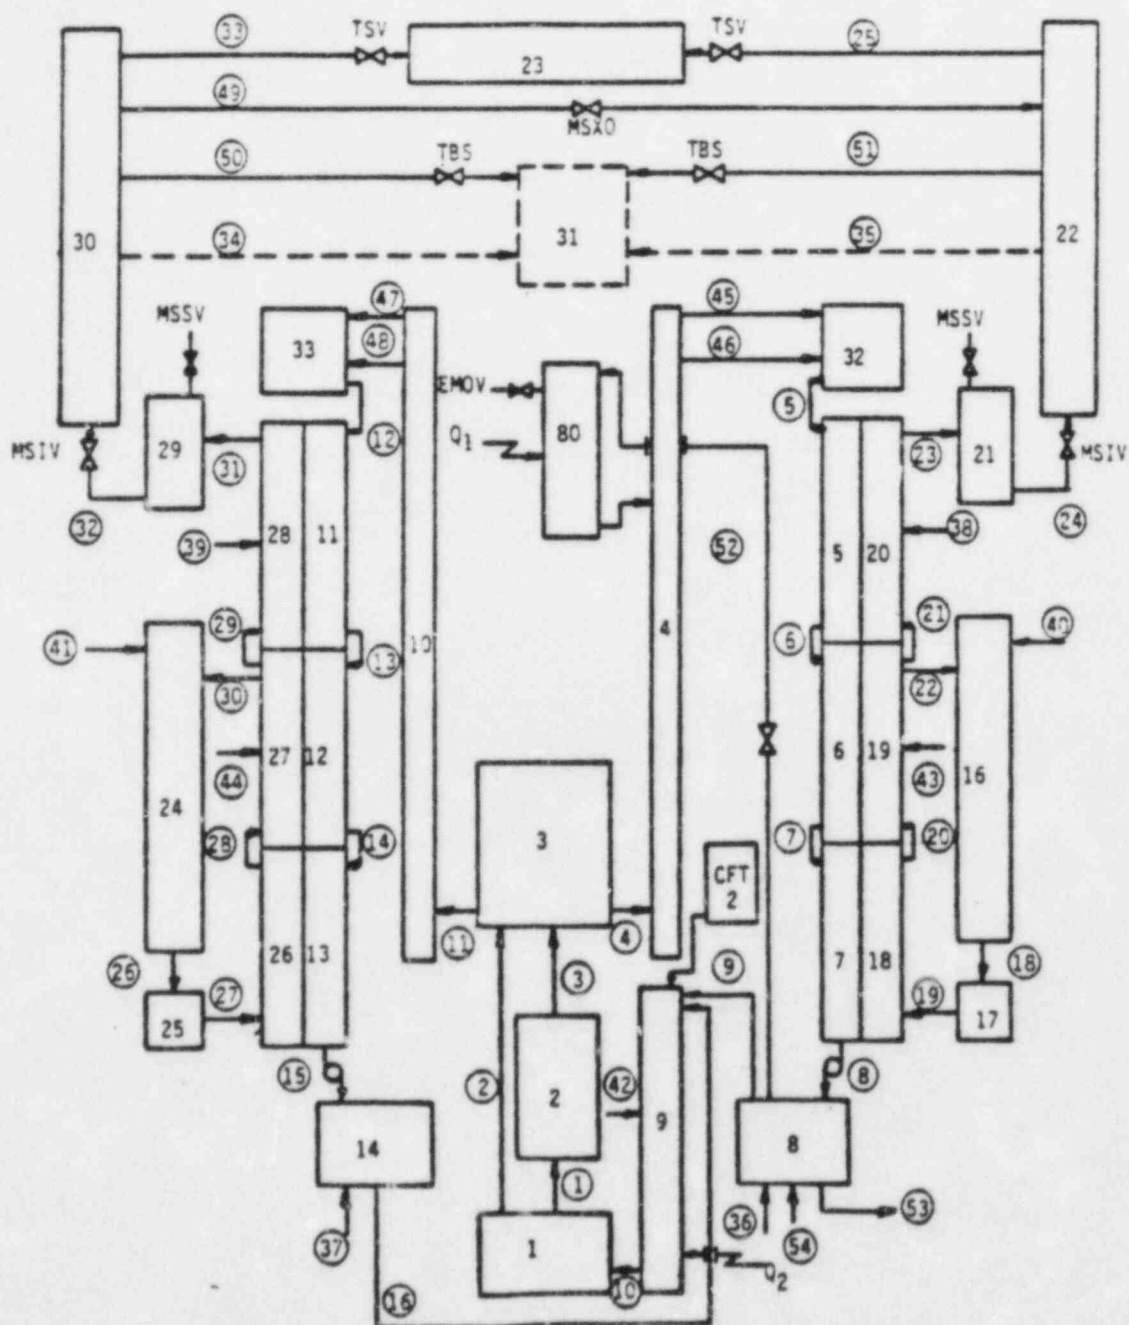 33 TSV TSV 25
23
49
MSXO
50 TBS TBS 51
30 34 31 35 22
MSSV 47 45 MSSV
33 48 46 32
EMOV 5
MSIV 29 31 12 Q1 80 23 21 MSIV
32 52 24
39 28 11 5 20 38
41 29 13 10 4 6 21 40
30 22
44 27 12 6 19 43 16
24
28 14 3 7 20
CFT
2
11 4
26 27 26 13 3 9 7 18 19 18
25 17
15 2 2 42 9 8
14 1 8
37 1 36 54 53
16 10 Q2